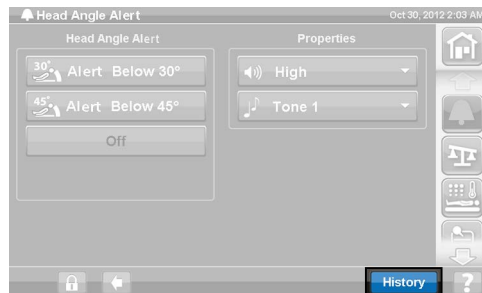 Head Angle Alert
Oct 30, 2012 2:03 AM
Head Angle Alert
Properties
30° Alert Below 30°
High
45° Alert Below 45°
Tone 1
Off
History
?